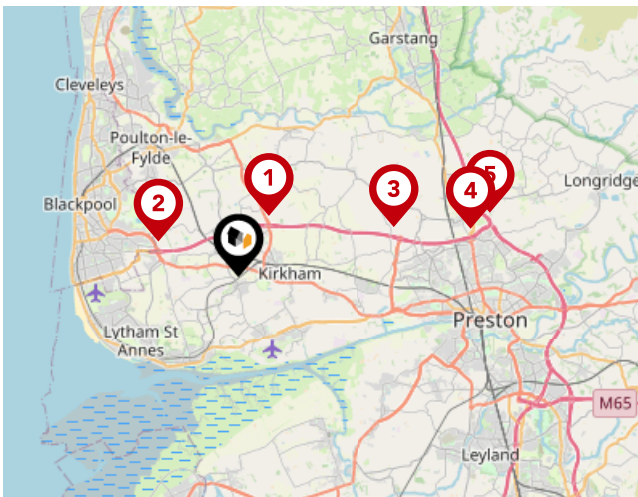 Garstang
Cleveleys
Poulton-le-
Fylde
Longridge
Blackpool
1
2
3
4
5
Kirkham
Preston
Lytham St
Annes
M65
Leyland